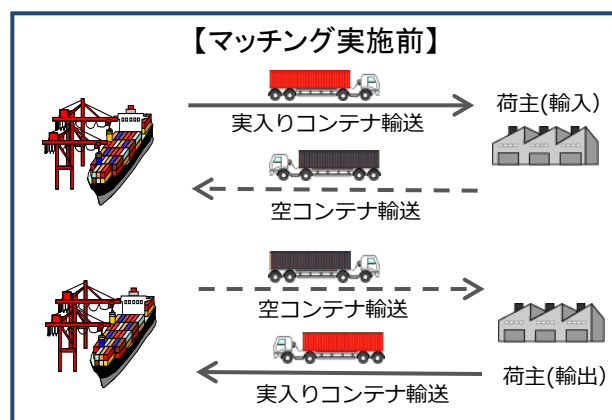 【マッチング実施前】
実入りコンテナ輸送
荷主(輸入)
空コンテナ輸送
空コンテナ輸送
実入りコンテナ輸送
荷主(輸出)